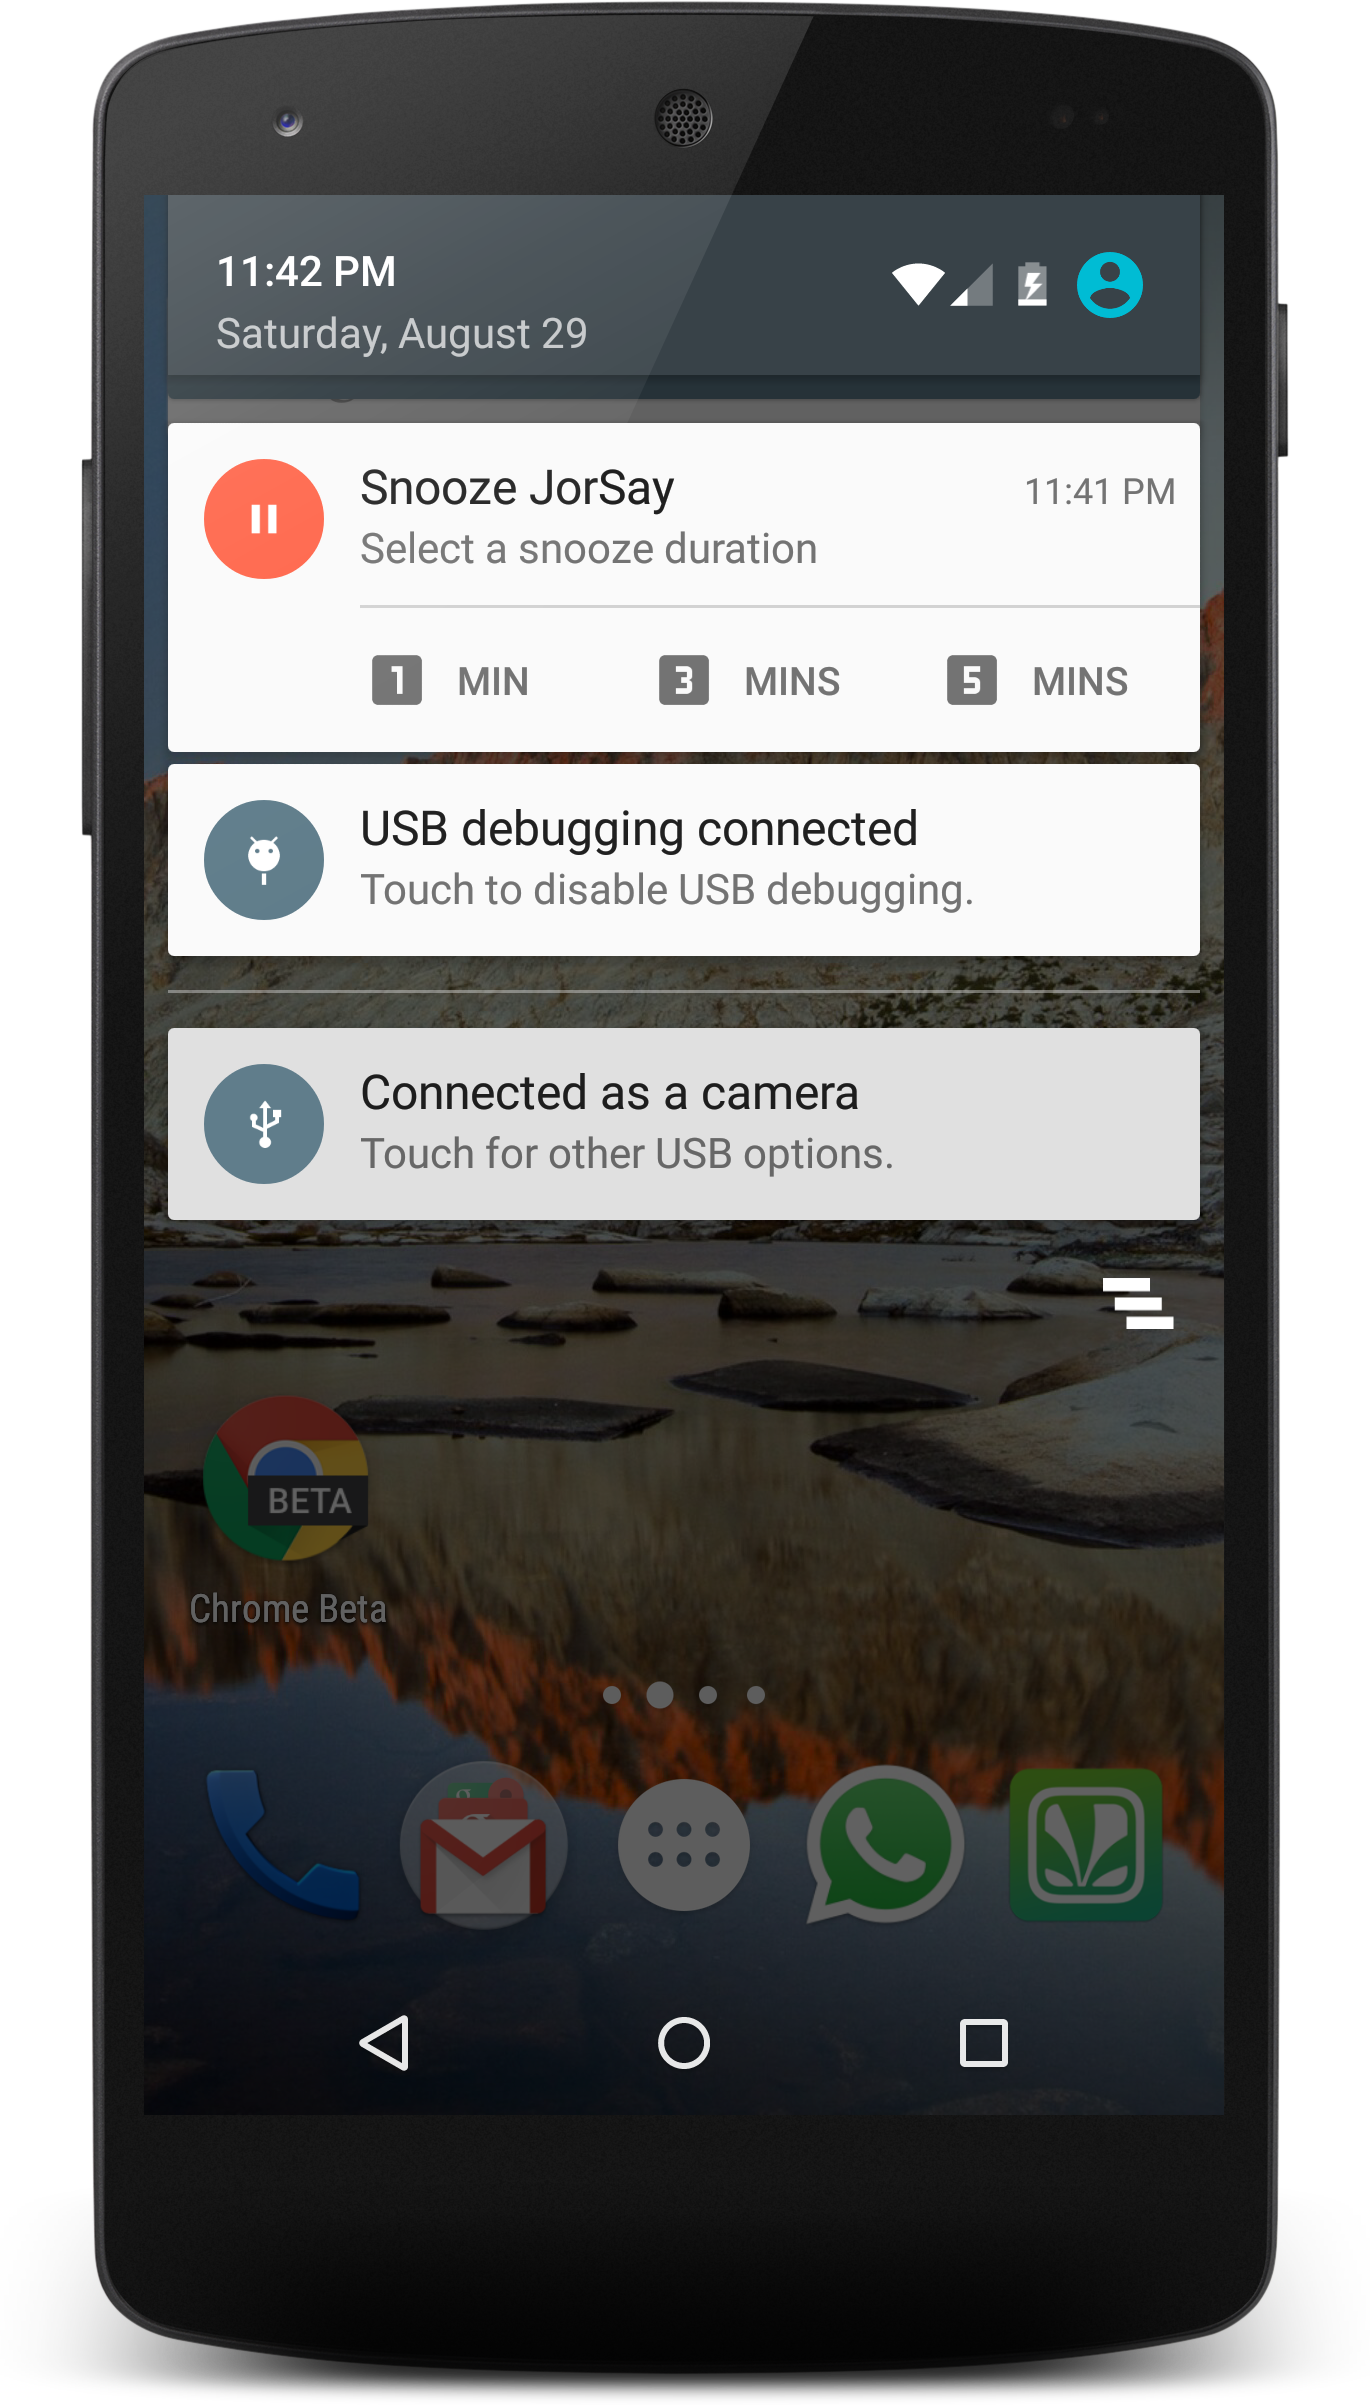 11:42 PM
Saturday, August 29
Snooze JorSay 11:41 PM
Select a snooze duration
1 MIN 3 MINS 5 MINS
USB debugging connected
Touch to disable USB debugging.
Connected as a camera
Touch for other USB options.
BETA
Chrome Beta